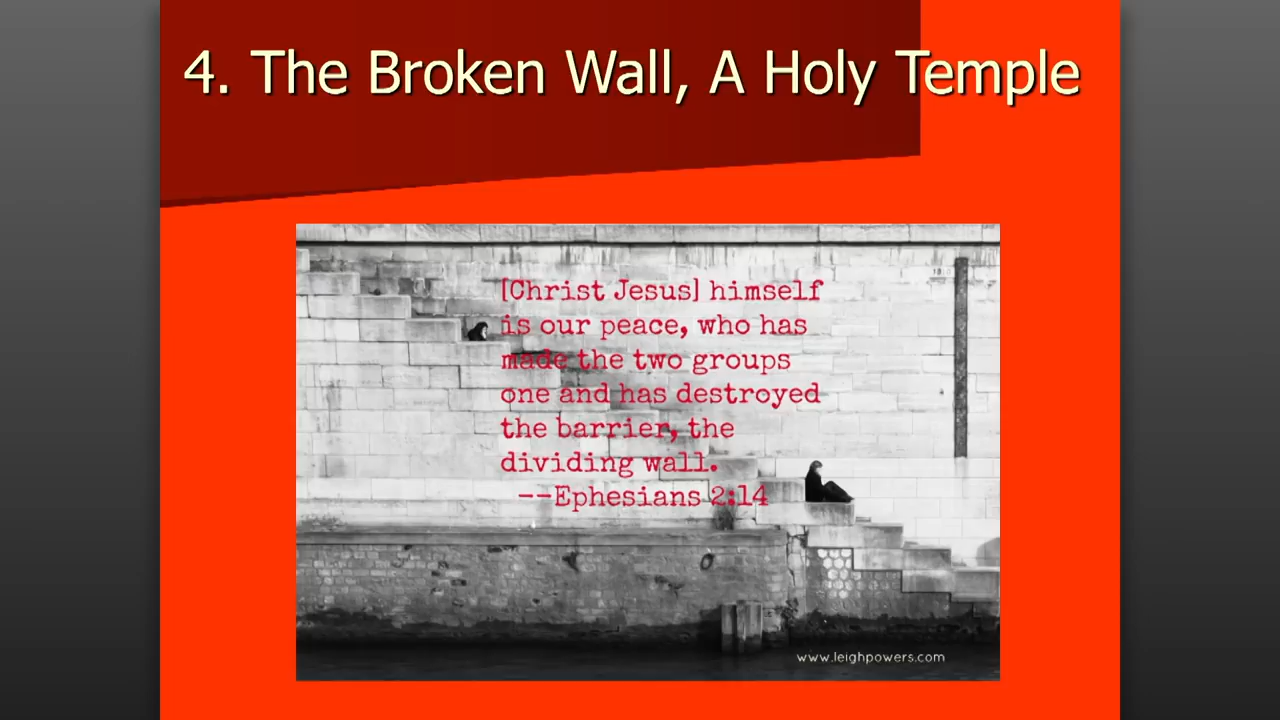 4. The Broken Wall, A Holy Temple
[Christ Jesus] himself
is our peace, who has
made the two groups
one and has destroyed
the barrier, the
dividing wall.
--Ephesians 2:14
www.leighpowers.com